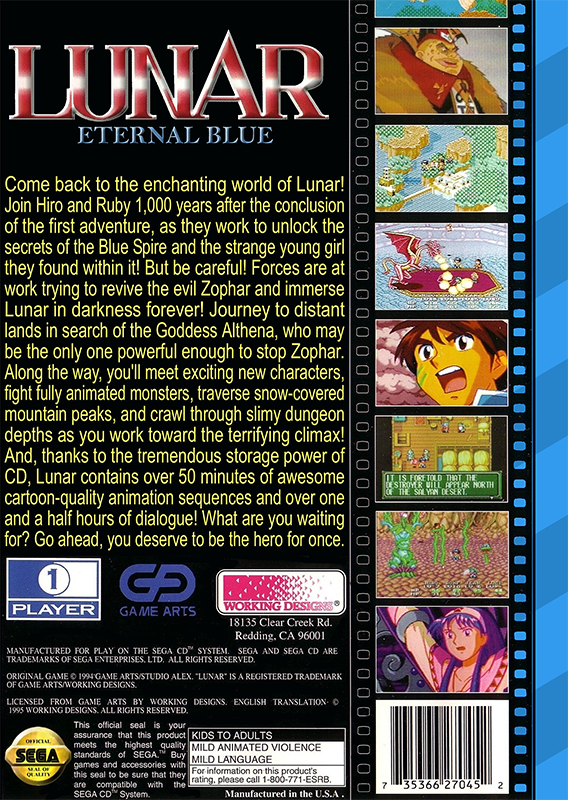 LUNAR
ETERNAL BLUE
Come back to the enchanting world of Lunar!
Join Hiro and Ruby 1,000 years after the conclusion
of the first adventure, as they work to unlock the
secrets of the Blue Spire and the strange young girl
they found within it! But be careful! Forces are at
work trying to revive the evil Zophar and immerse
Lunar in darkness forever! Journey to distant
lands in search of the Goddess Althena, who may
be the only one powerful enough to stop Zophar.
Along the way, you'll meet exciting new characters,
fight fully animated monsters, traverse snow-covered
mountain peaks, and crawl through slimy dungeon
depths as you work toward the terrifying climax!
And, thanks to the tremendous storage power of
CD, Lunar contains over 50 minutes of awesome
cartoon-quality animation sequences and over one
and a half hours of dialogue! What are you waiting
for? Go ahead, you deserve to be the hero for once.
IT IS FORETOLD THAT THE
DESTROYER WILL APPEAR NORTH
OF THE SALYAN DESERT.
1
PLAYER
GAME ARTS
WORKING DESIGNS®
18135 Clear Creek Rd.
Redding, CA 96001
MANUFACTURED FOR PLAY ON THE SEGA CD™ SYSTEM. SEGA AND SEGA CD ARE
TRADEMARKS OF SEGA ENTERPRISES, LTD. ALL RIGHTS RESERVED.
ORIGINAL GAME © 1994 GAME ARTS/STUDIO ALEX. "LUNAR" IS A REGISTERED TRADEMARK
OF GAME ARTS/WORKING DESIGNS.
LICENSED FROM GAME ARTS BY WORKING DESIGNS. ENGLISH TRANSLATION ©
1995 WORKING DESIGNS. ALL RIGHTS RESERVED.
OFFICIAL
SEGA
SEAL OF
QUALITY
This official seal is your
assurance that this product
meets the highest quality
standards of SEGA.™ Buy
games and accessories with
this seal to be sure that they
are compatible with the
SEGA CD™ System.
KIDS TO ADULTS
MILD ANIMATED VIOLENCE
MILD LANGUAGE
For information on this product's
rating, please call 1-800-771-ESRB.
Manufactured in the U.S.A.
7 35366 27045 2